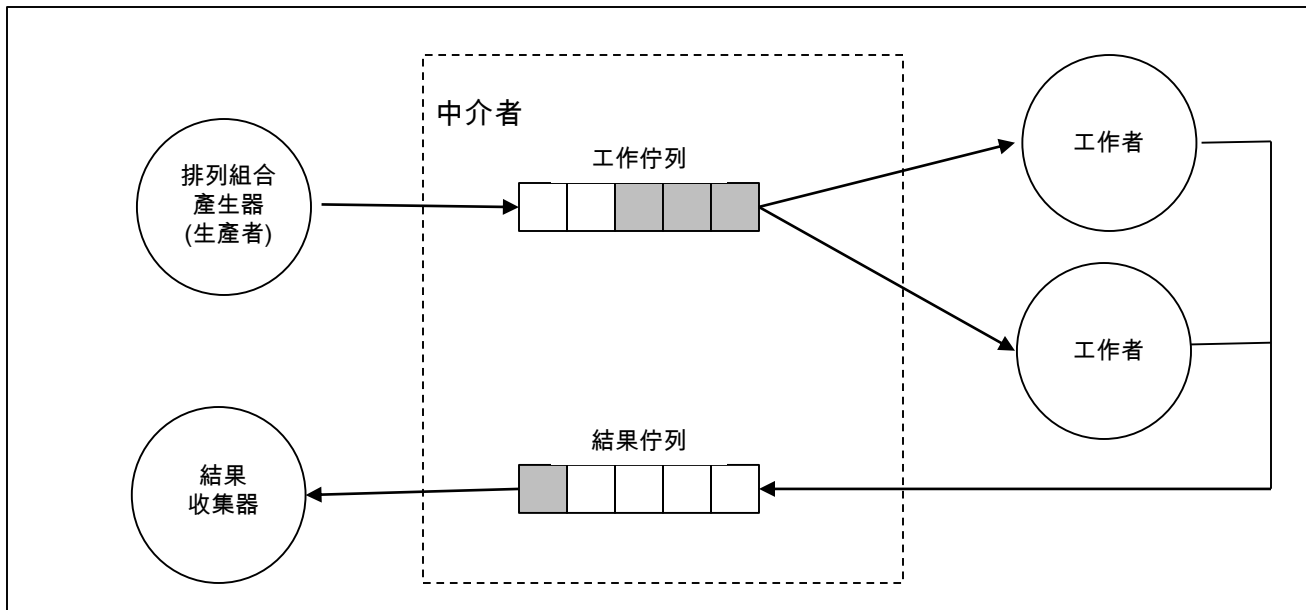 中介者
排列組合
產生器
(生產者)
工作佇列
工作者
工作者
結果佇列
結果
收集器